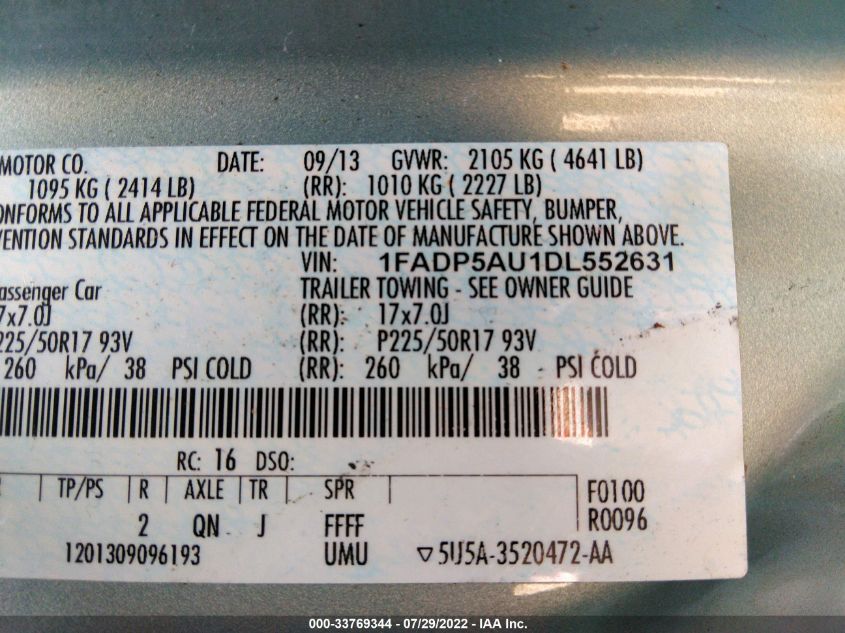 MOTOR CO. DATE: 09/13 GVWR: 2105 KG ( 4641 LB)
1095 KG ( 2414 LB) (RR): 1010 KG ( 2227 LB)
ONFORMS TO ALL APPLICABLE FEDERAL MOTOR VEHICLE SAFETY, BUMPER,
VENTION STANDARDS IN EFFECT ON THE DATE OF MANUFACTURE SHOWN ABOVE.
VIN: 1FADP5AU1DL552631
assenger Car TRAILER TOWING - SEE OWNER GUIDE
7x7.0J (RR): 17x7.0J
225/50R17 93V (RR): P225/50R17 93V
260 kPa/ 38 PSI COLD (RR): 260 kPa/ 38 PSI COLD
RC: 16 DSO:
TP/PS R AXLE TR SPR F0100
2 QN J FFFF R0096
1201309096193 UMU ▽5U5A-3520472-AA
000-33769344 / 07/29/2022 - IAA Inc.